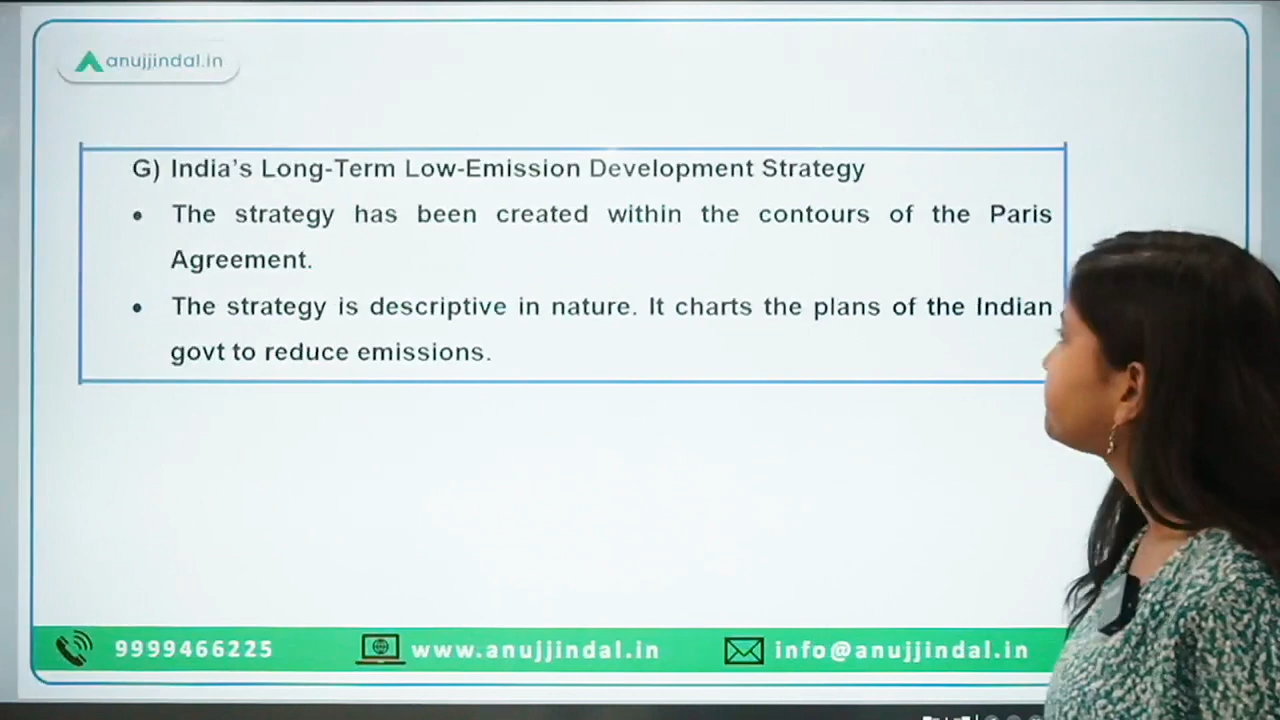 anujjindal.in
G) India's Long-Term Low-Emission Development Strategy
• The strategy has been created within the contours of the Paris
Agreement.
• The strategy is descriptive in nature. It charts the plans of the Indian
govt to reduce emissions.
9999466225 www.anujjindal.in info@anujjindal.in